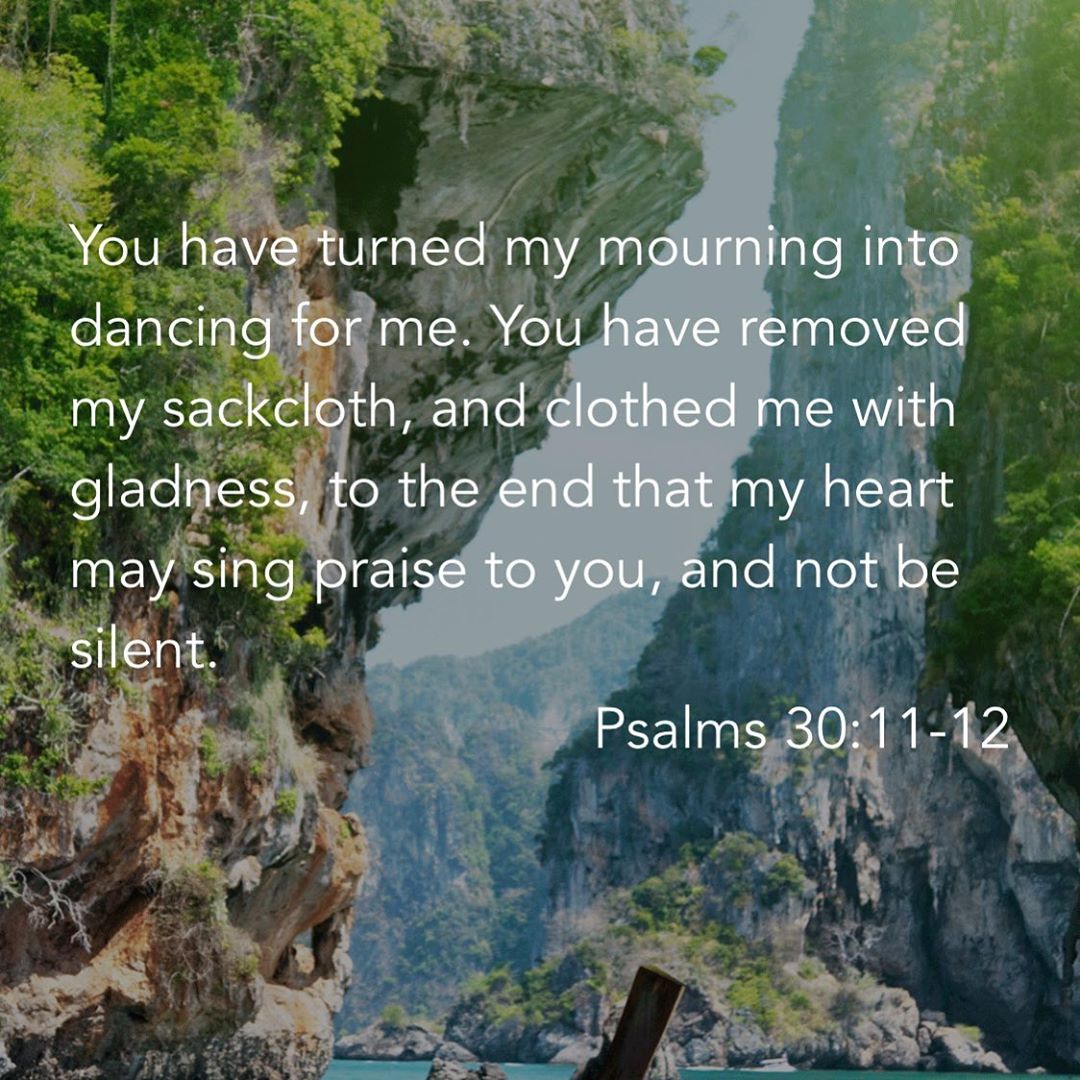 You have turned my mourning into
dancing for me. You have removed
my sackcloth, and clothed me with
gladness, to the end that my heart
may sing praise to you, and not be
silent.
Psalms 30:11-12